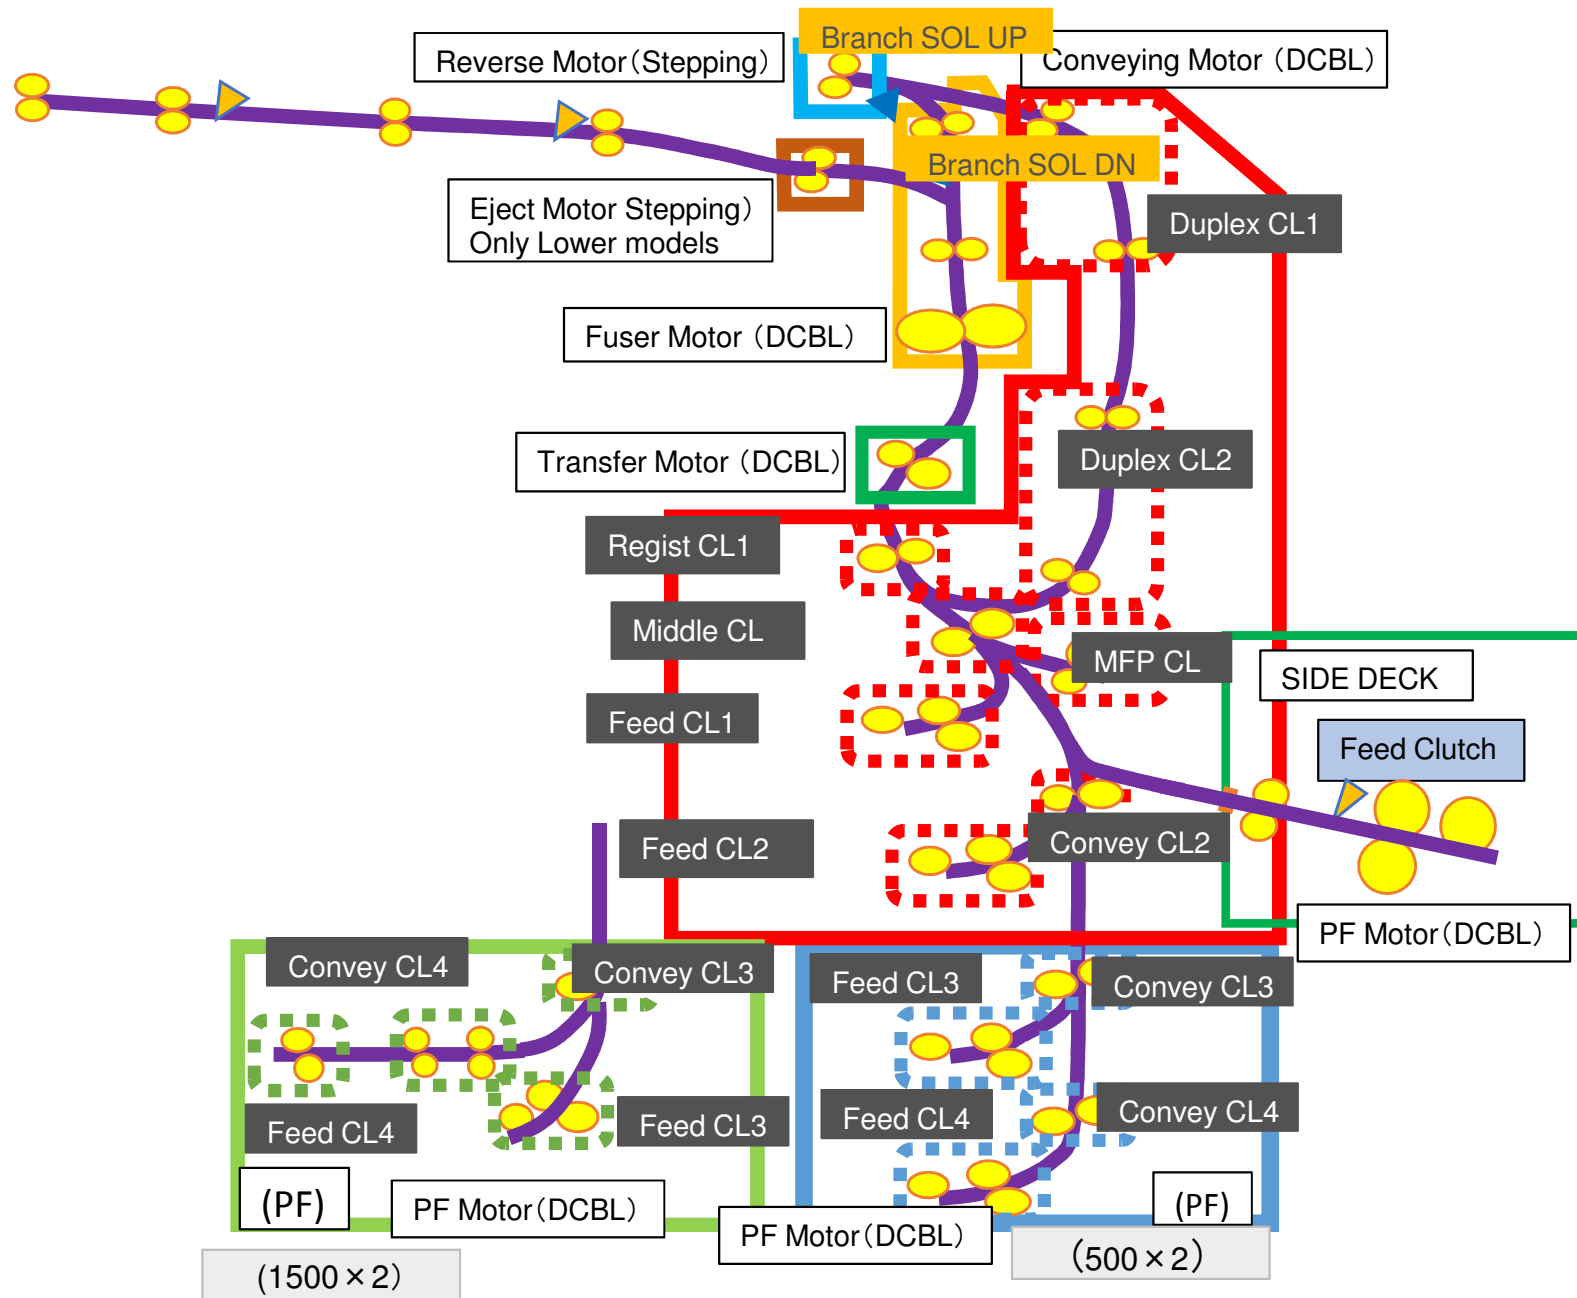 Branch SOL UP
Reverse Motor（Stepping）
Conveying Motor （DCBL）
Branch SOL DN
Eject Motor Stepping）
Only Lower models
Duplex CL1
Fuser Motor （DCBL）
Transfer Motor （DCBL）
Duplex CL2
Regist CL1
Middle CL
MFP CL
SIDE DECK
Feed CL1
Feed Clutch
Feed CL2
Convey CL2
PF Motor（DCBL）
Convey CL4
Convey CL3
Feed CL3
Convey CL3
Feed CL4
Feed CL3
Feed CL4
Convey CL4
(PF)
PF Motor（DCBL）
PF Motor（DCBL）
(PF)
(1500×2）
（500×2）